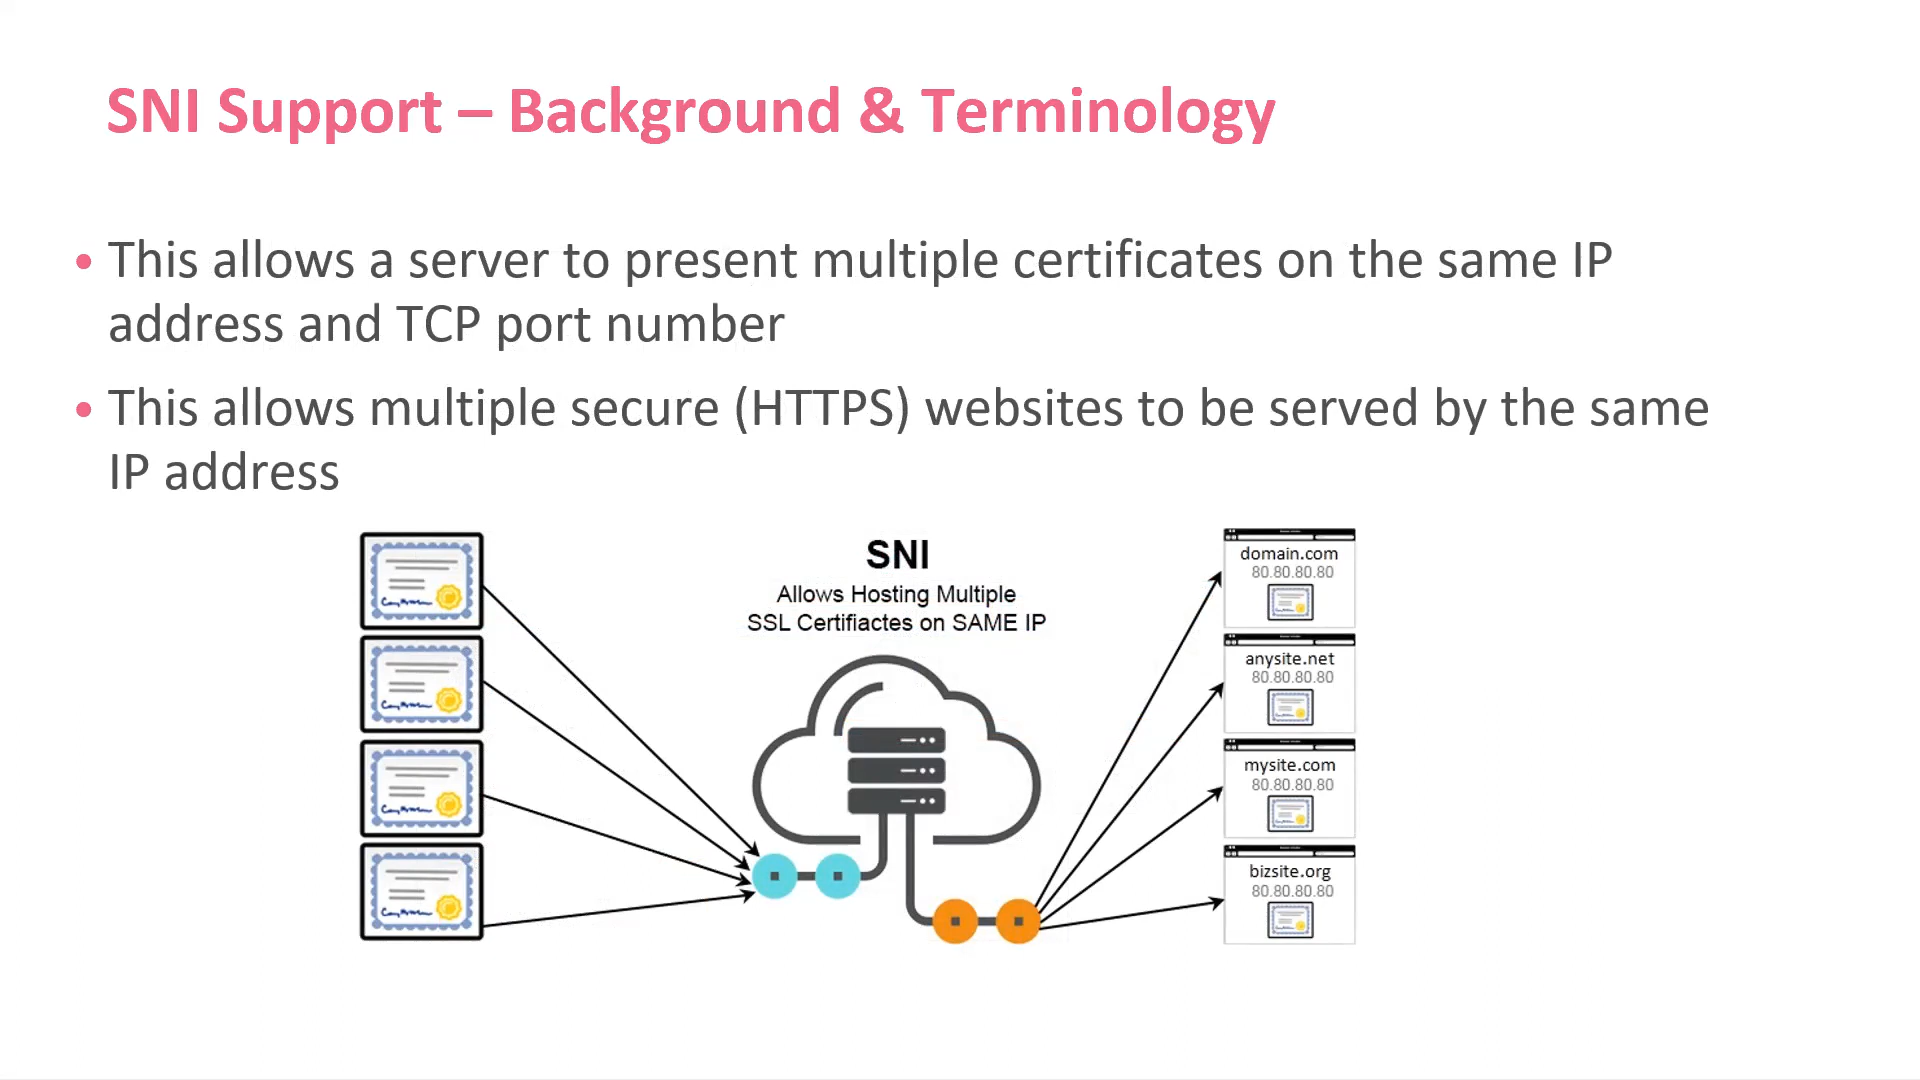 SNI Support – Background & Terminology
• This allows a server to present multiple certificates on the same IP
address and TCP port number
• This allows multiple secure (HTTPS) websites to be served by the same
IP address
SNI
Allows Hosting Multiple
SSL Certifiactes on SAME IP
domain.com
80.80.80.80
anysite.net
80.80.80.80
mysite.com
80.80.80.80
bizsite.org
80.80.80.80